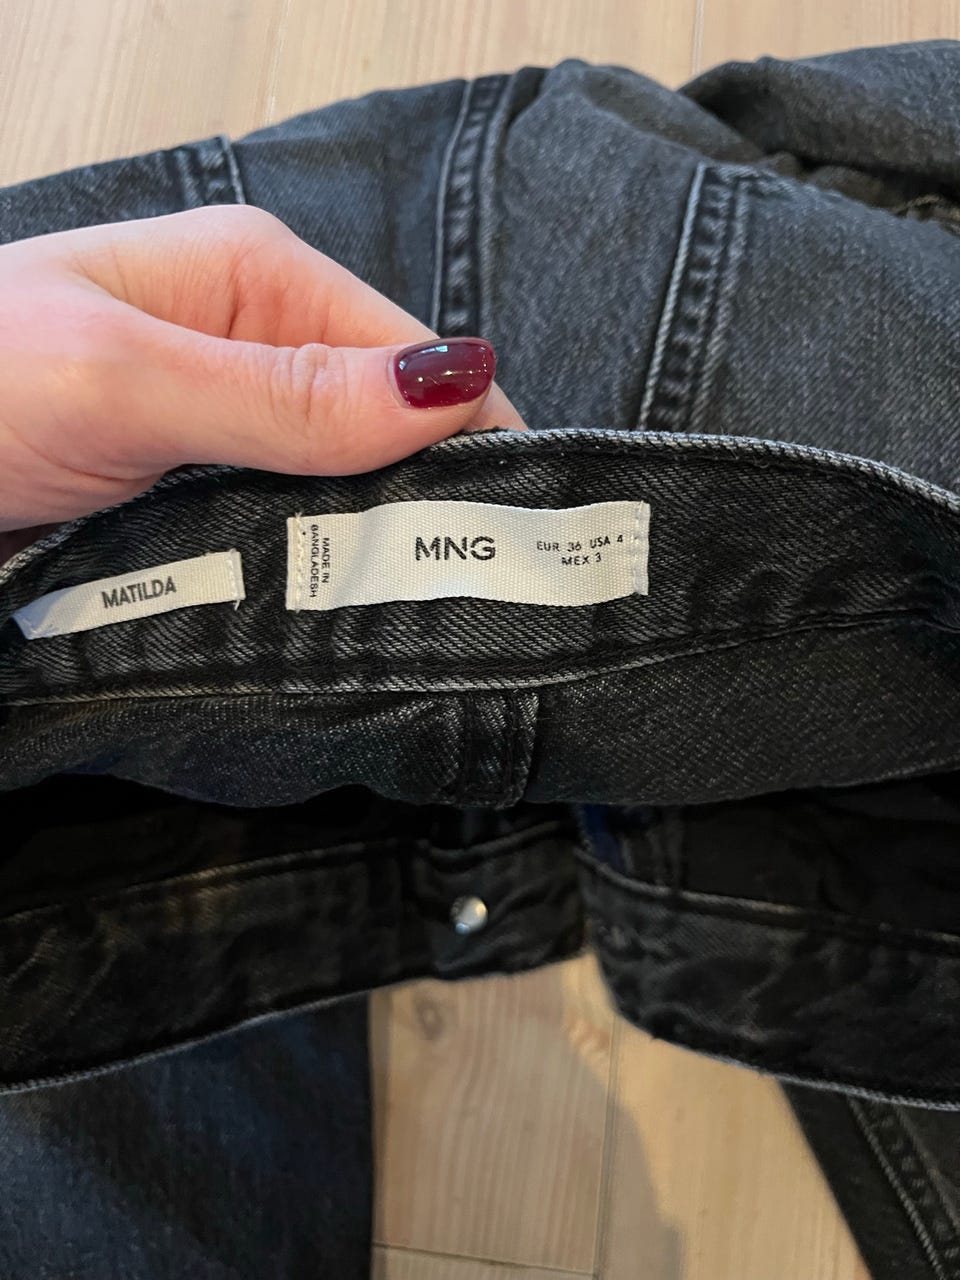 MATILDA
MADE IN
BANGLADESH
MNG
EUR 36 USA 4
MEX 3